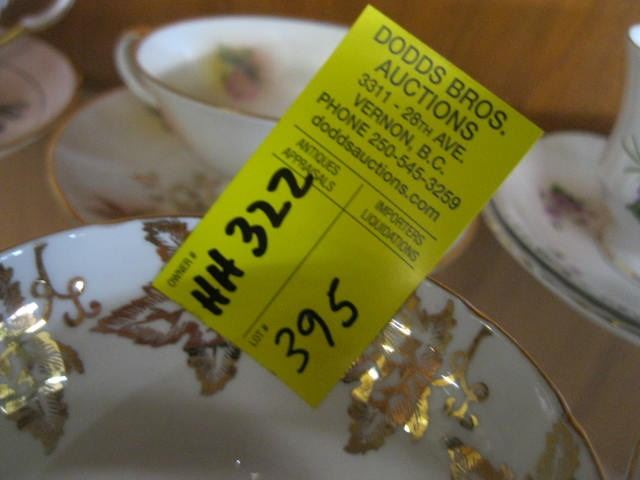 DODDS BROS.
AUCTIONS
3311 - 28TH AVE.
VERNON, B.C.
PHONE 250-545-3259
doddsauctions.com
ANTIQUES
APPRAISALS
IMPORTERS
LIQUIDATIONS
OWNER #
HH 322
LOT #
395